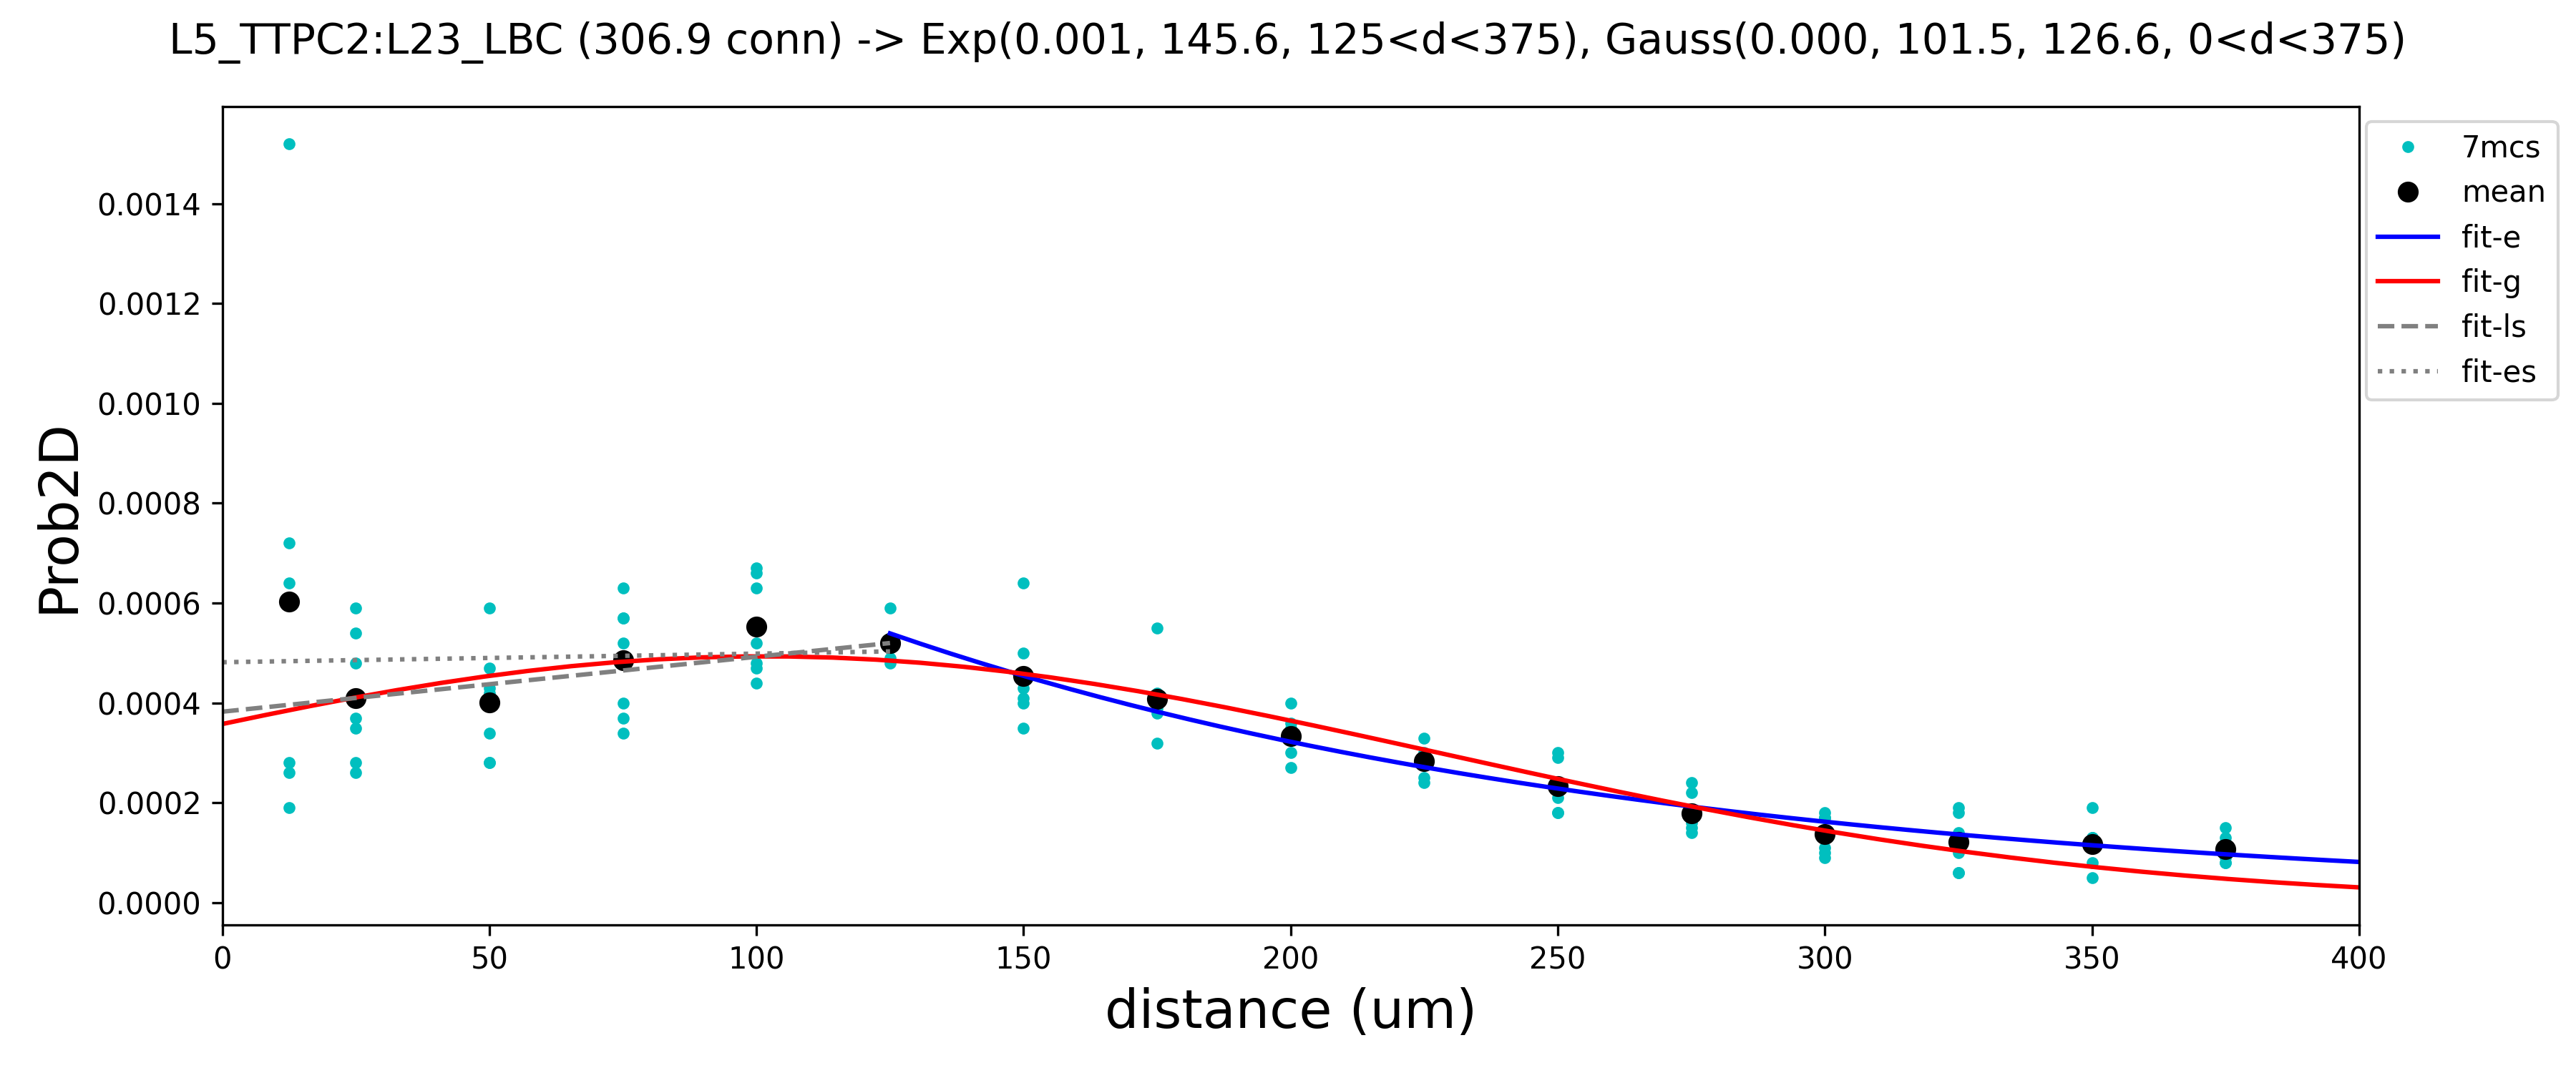 L5_TTPC2:L23_LBC (306.9 conn) -> Exp(0.001, 145.6, 125<d<375), Gauss(0.000, 101.5, 126.6, 0<d<375)
7mcs
mean
fit-e
fit-g
fit-ls
fit-es
Prob2D
0.0014
0.0012
0.0010
0.0008
0.0006
0.0004
0.0002
0.0000
0 50 100 150 200 250 300 350 400
distance (um)